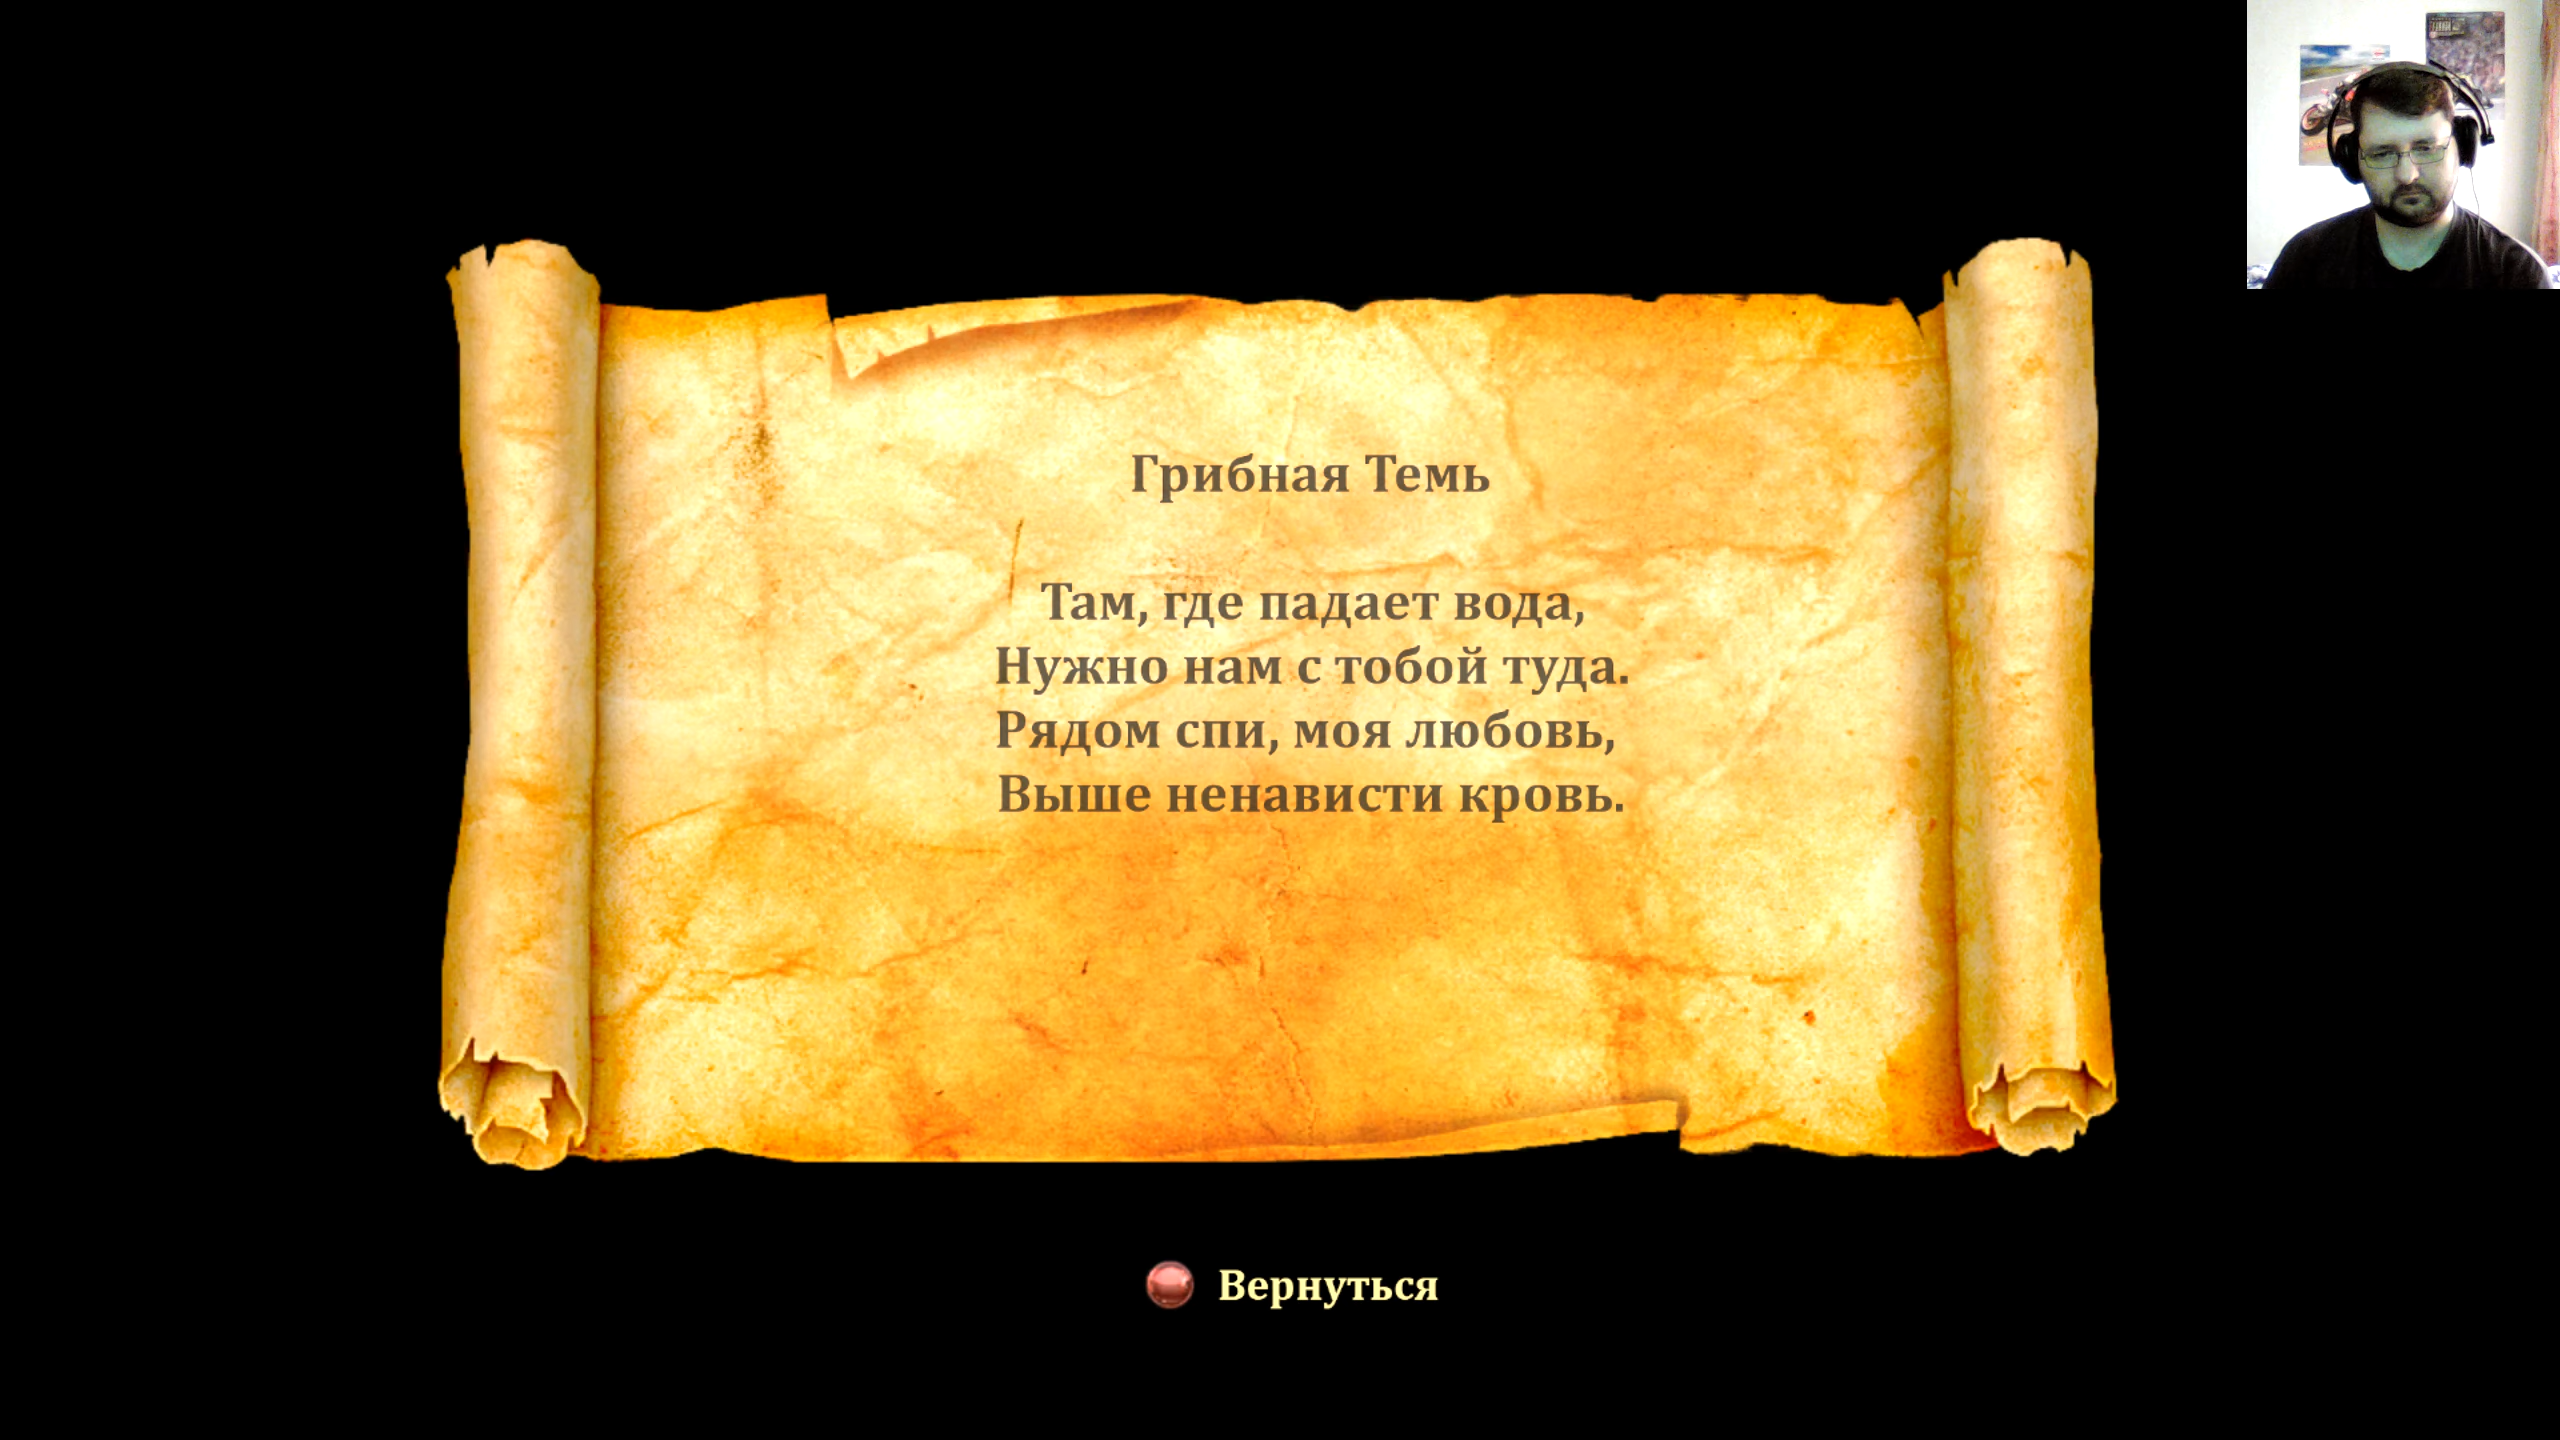 Грибная Темь
Там, где падает вода,
Нужно нам с тобой туда.
Рядом спи, моя любовь,
Выше ненависти кровь.
Вернуться